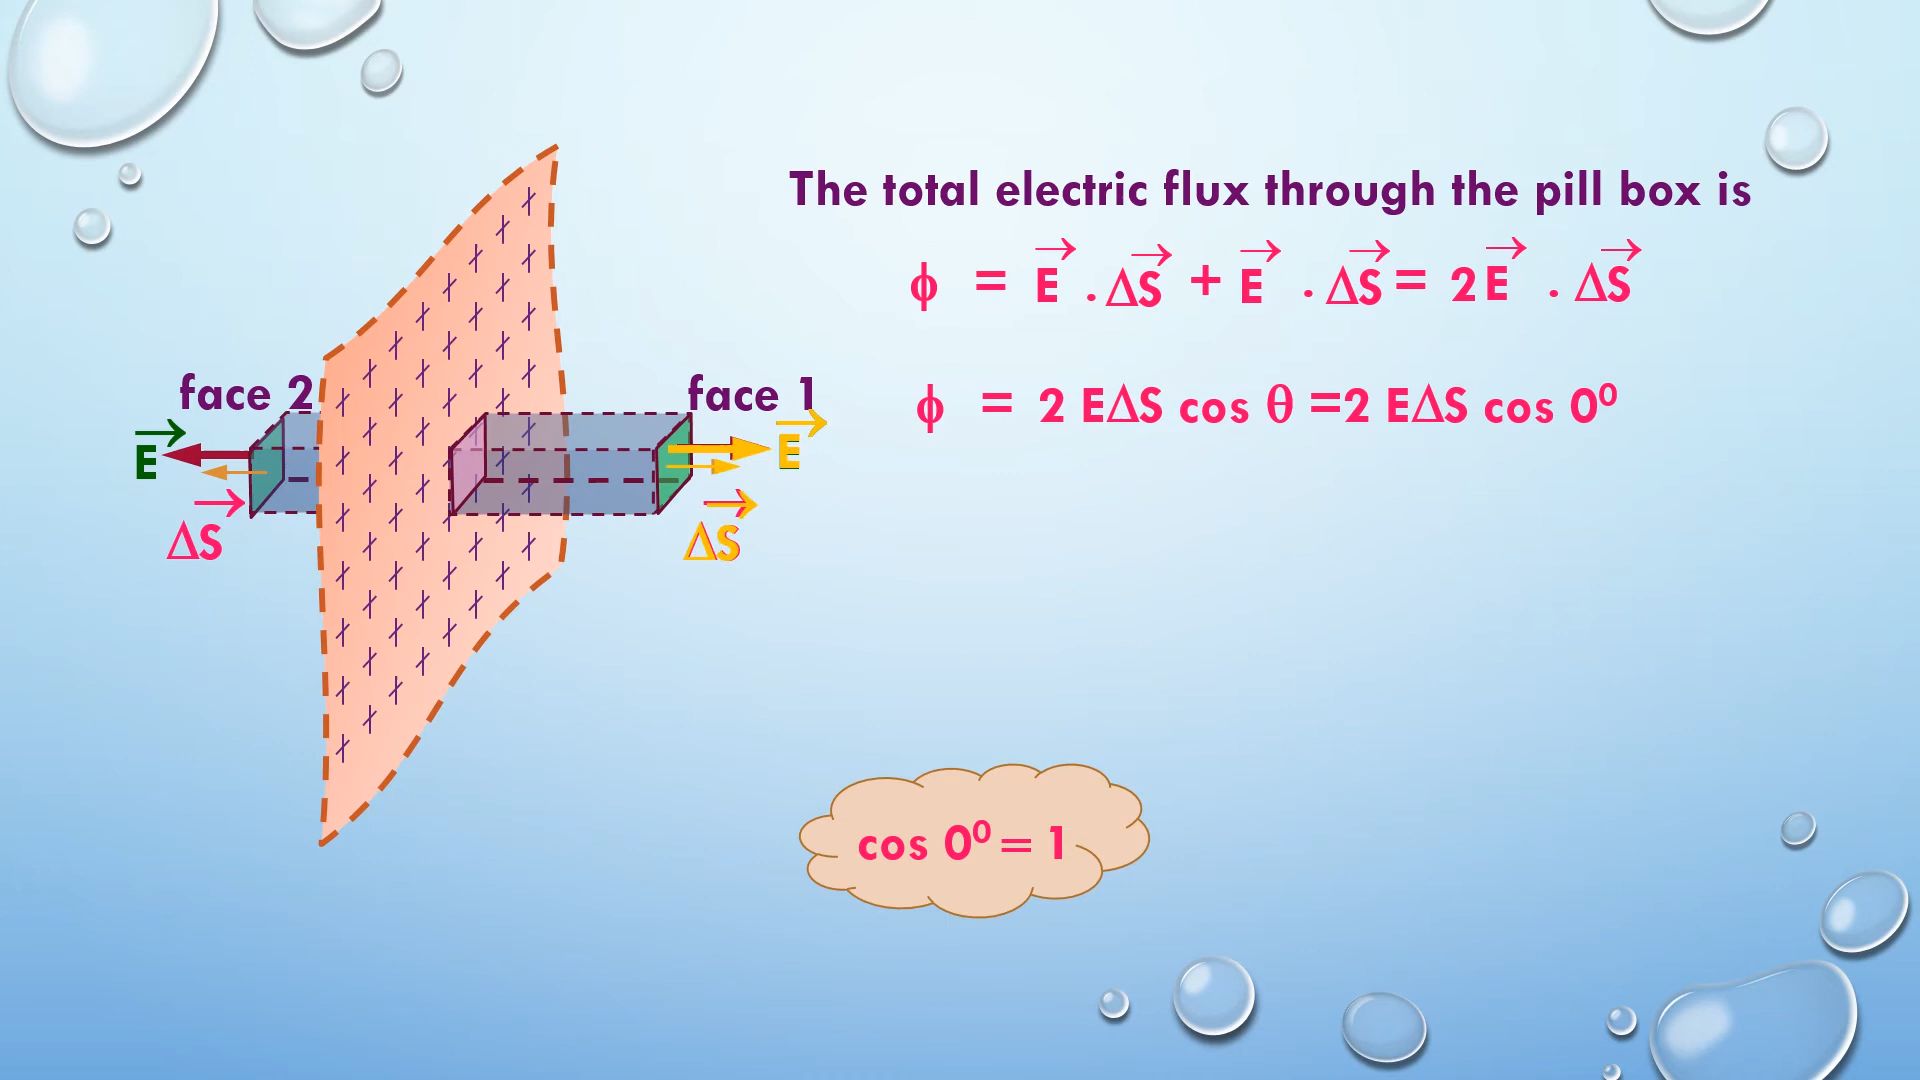 The total electric flux through the pill box is
ϕ = E⃗ . ΔS⃗ + E⃗ . ΔS⃗ = 2 E⃗ . ΔS⃗
ϕ = 2 EΔS cos θ =2 EΔS cos 0⁰
face 2
face 1
E⃗
E⃗
ΔS⃗
ΔS⃗
cos 0⁰ = 1